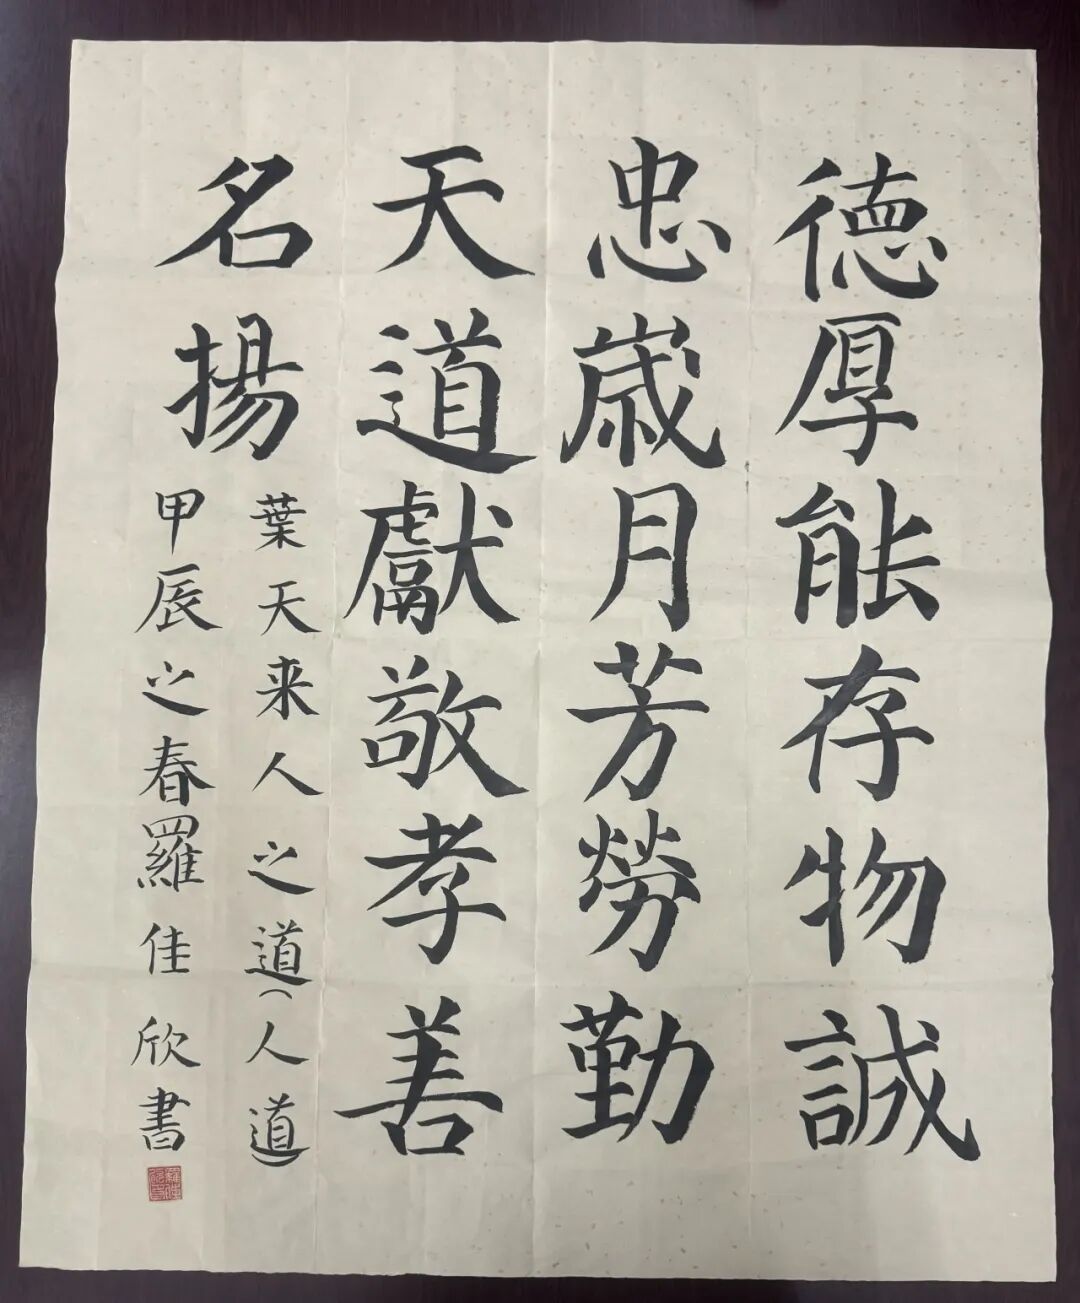 德厚能存物誠
忠歲月芳勞勤
天道獻敬孝善
名揚
葉天来人之道(人道)
甲辰之春羅佳欣書